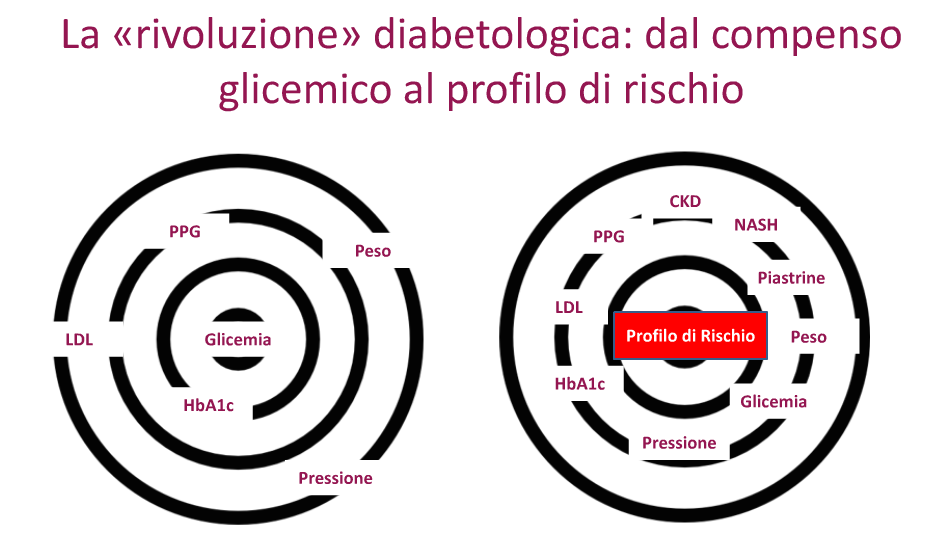 La «rivoluzione» diabetologica: dal compenso
glicemico al profilo di rischio
PPG
Peso
LDL
Glicemia
HbA1c
Pressione
CKD
NASH
PPG
Piastrine
LDL
Profilo di Rischio
Peso
HbA1c
Glicemia
Pressione